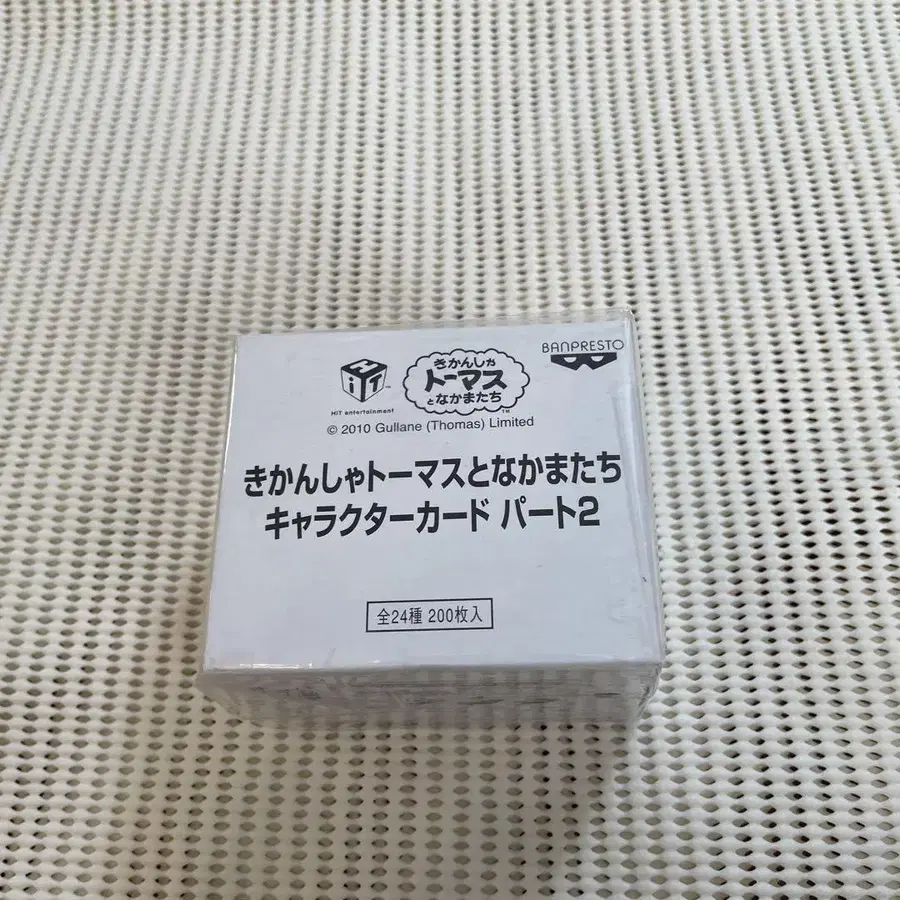 HiT
HIT entertainment
きかんしゃ
トーマス
となかまたち
TM
BANPRESTO
© 2010 Gullane (Thomas) Limited
きかんしゃトーマスとなかまたち
キャラクターカード パート2
全24種 200枚入